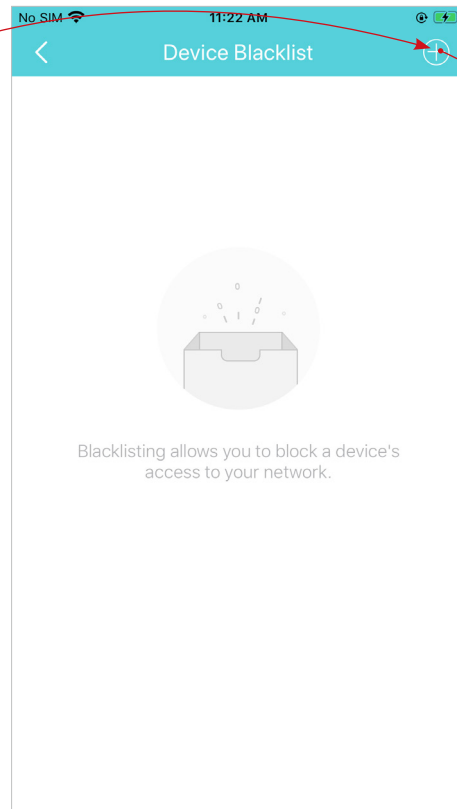 No SIM 11:22 AM
Device Blacklist
Blacklisting allows you to block a device's
access to your network.